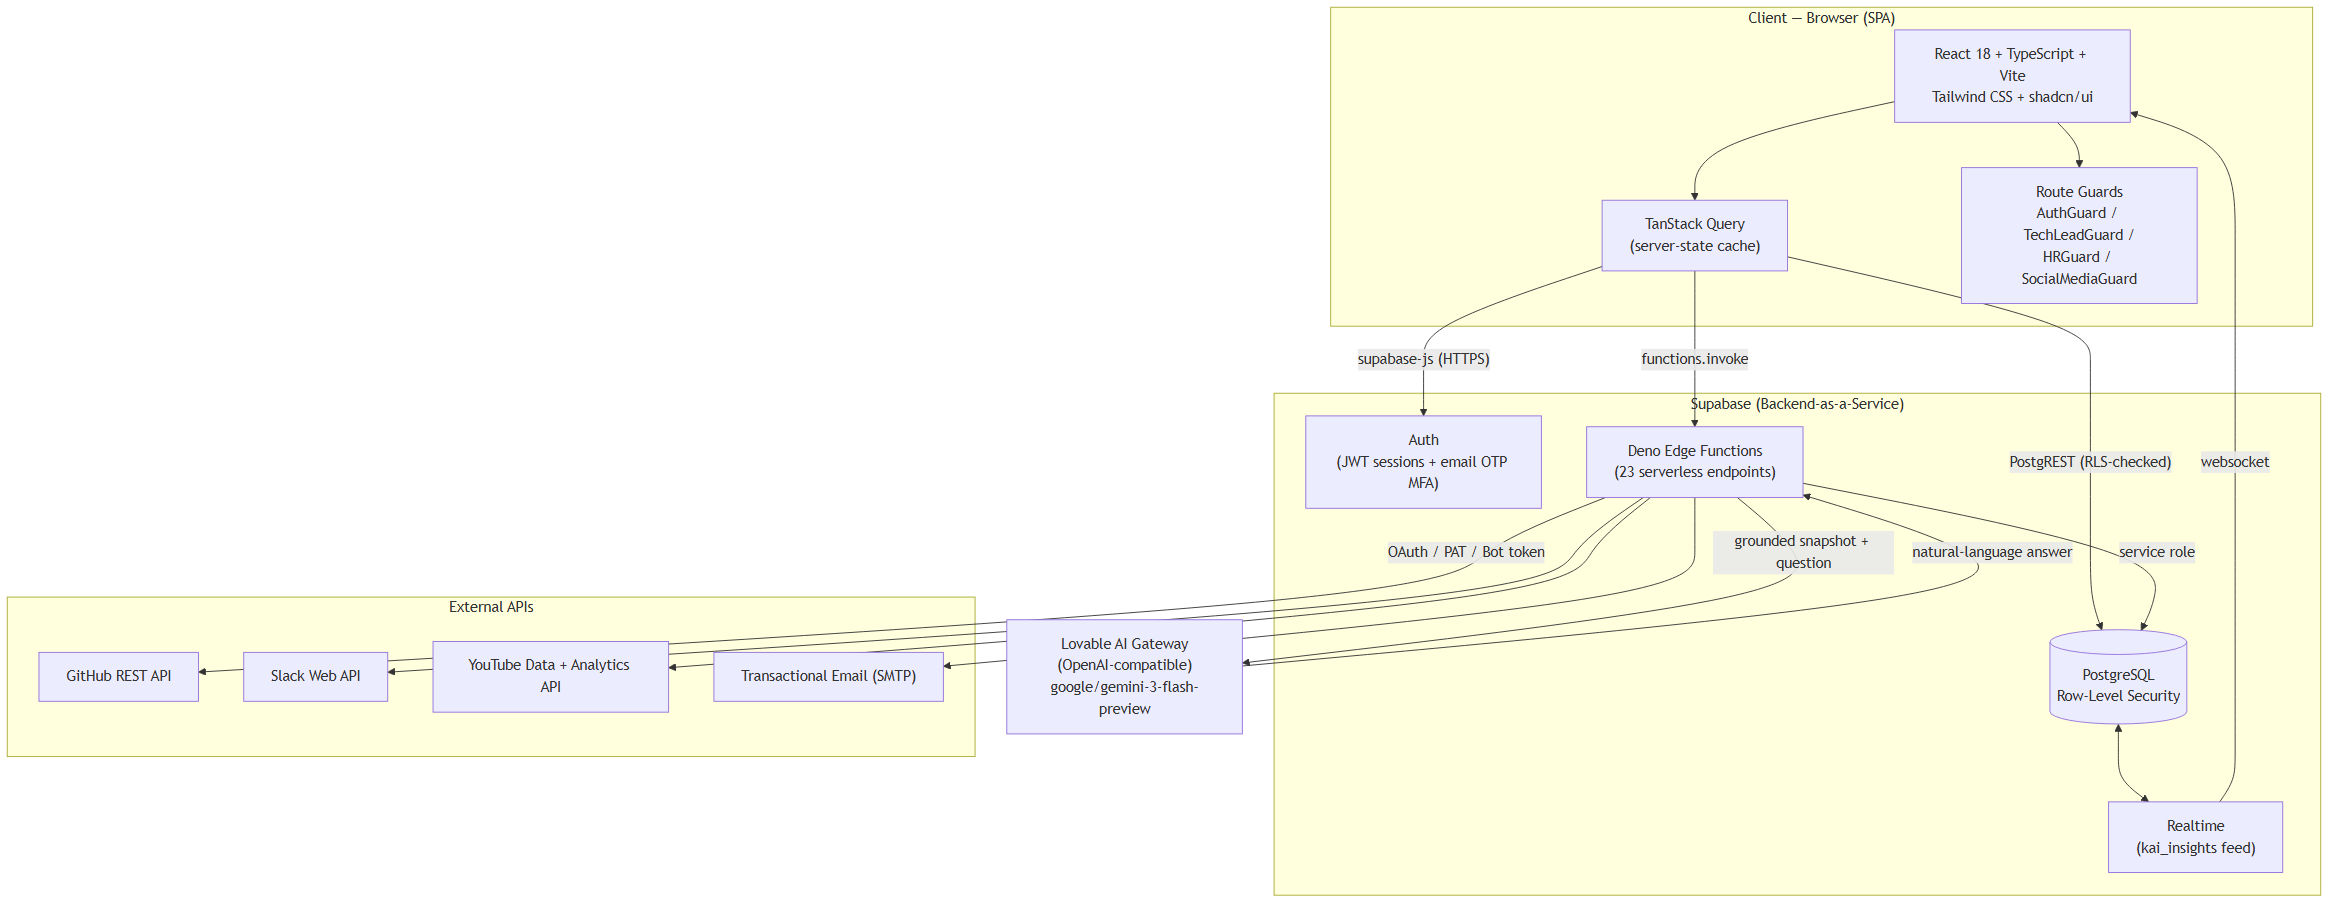 Client — Browser (SPA)
React 18 + TypeScript +
Vite
Tailwind CSS + shadcn/ui
Route Guards
AuthGuard /
TechLeadGuard /
HRGuard /
SocialMediaGuard
TanStack Query
(server-state cache)
supabase-js (HTTPS)
functions.invoke
PostgREST (RLS-checked)
websocket
Supabase (Backend-as-a-Service)
Auth
(JWT sessions + email OTP
MFA)
Deno Edge Functions
(23 serverless endpoints)
OAuth / PAT / Bot token
grounded snapshot +
question
natural-language answer
service role
External APIs
GitHub REST API
Slack Web API
YouTube Data + Analytics
API
Transactional Email (SMTP)
Lovable AI Gateway
(OpenAI-compatible)
google/gemini-3-flash-
preview
PostgreSQL
Row-Level Security
Realtime
(kai_insights feed)